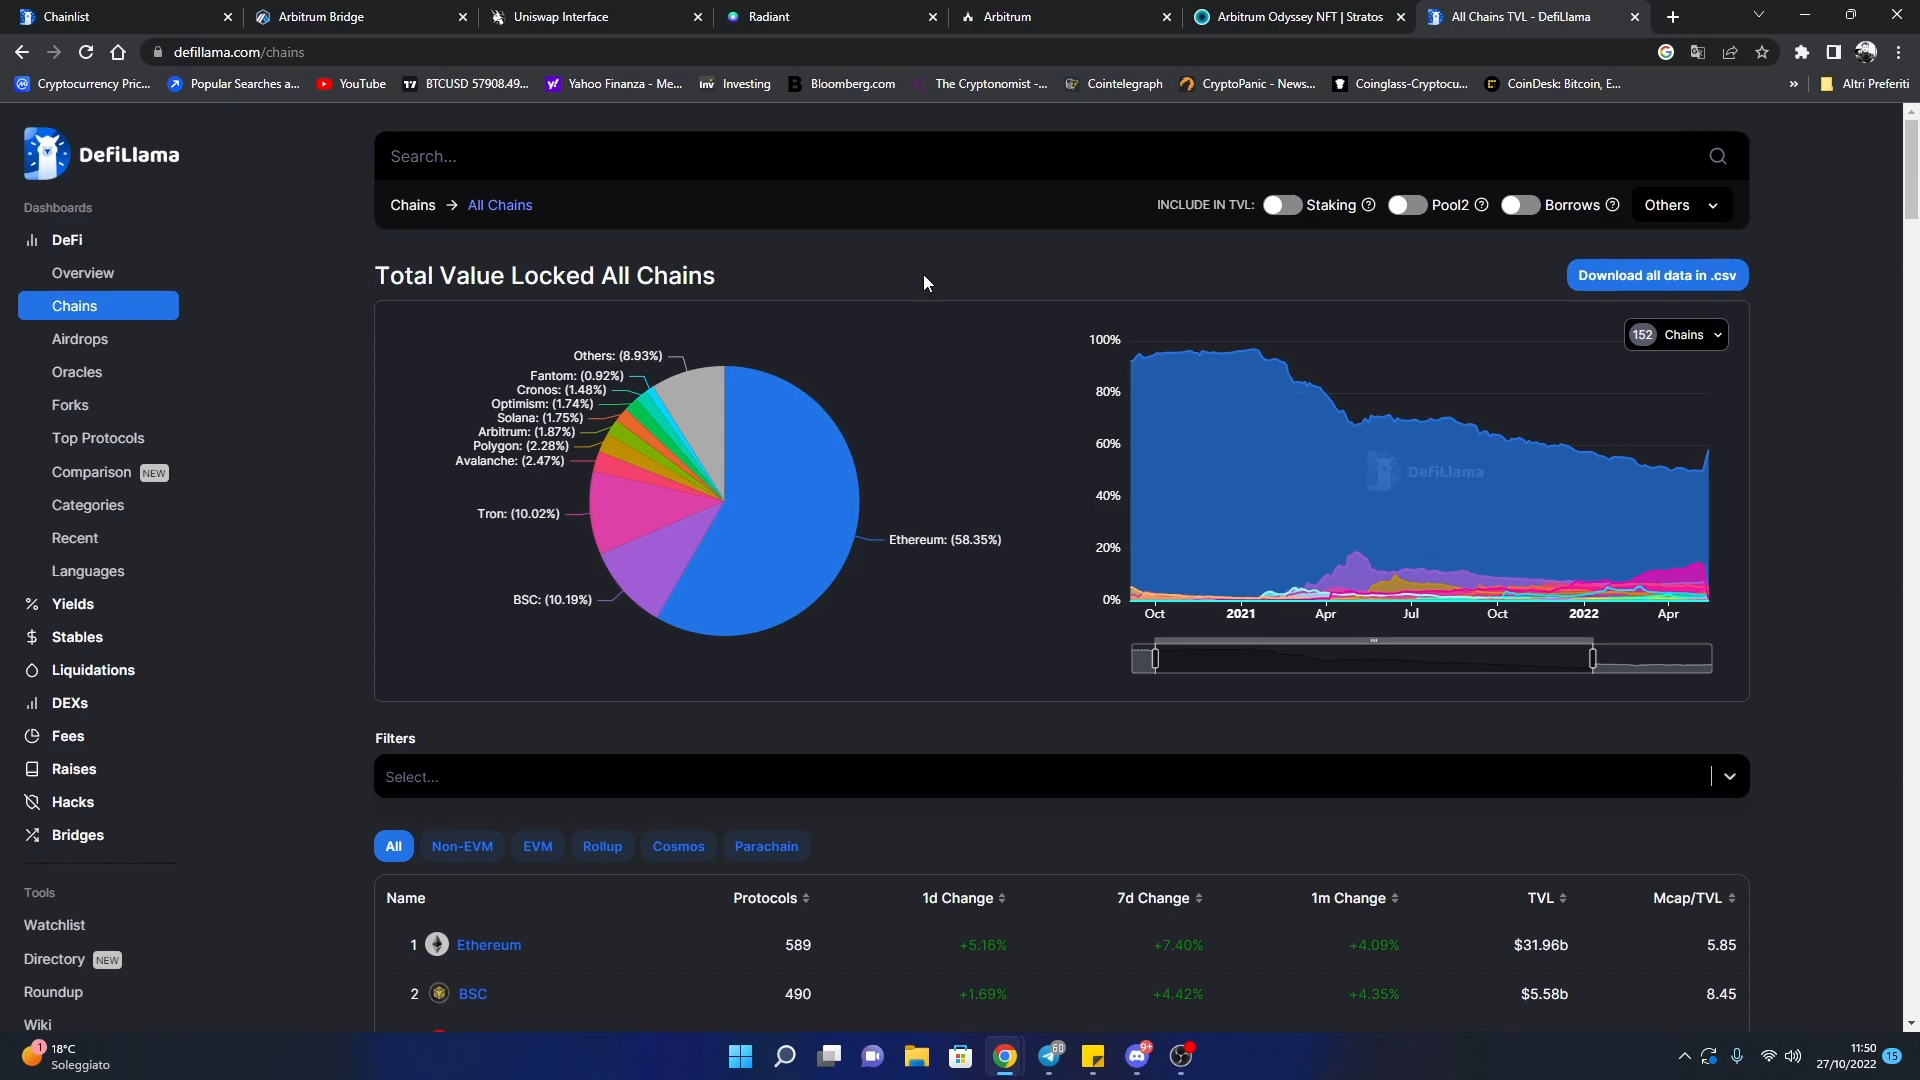 Chainlist
Arbitrum Bridge
Uniswap Interface
Radiant
Arbitrum
Arbitrum Odyssey NFT | Stratos
All Chains TVL - DefiLlama
defillama.com/chains
Cryptocurrency Pric...
Popular Searches a...
YouTube
BTCUSD 57908.49...
Yahoo Finanza - Me...
Inv Investing
Bloomberg.com
The Cryptonomist -...
Cointelegraph
CryptoPanic - News...
Coinglass-Cryptocu...
CoinDesk: Bitcoin, E...
»
Altri Preferiti
DefiLlama
Search...
Chains → All Chains
INCLUDE IN TVL: Staking Pool2 Borrows Others
Dashboards
DeFi
Overview
Chains
Airdrops
Oracles
Forks
Top Protocols
Comparison NEW
Categories
Recent
Languages
Yields
Stables
Liquidations
DEXs
Fees
Raises
Hacks
Bridges
Tools
Watchlist
Directory NEW
Roundup
Wiki
Total Value Locked All Chains
Download all data in .csv
Others: (8.93%)
Fantom: (0.92%)
Cronos: (1.48%)
Optimism: (1.74%)
Solana: (1.75%)
Arbitrum: (1.87%)
Polygon: (2.28%)
Avalanche: (2.47%)
Tron: (10.02%)
BSC: (10.19%)
Ethereum: (58.35%)
152 Chains
100%
80%
60%
40%
20%
0%
DefiLlama
Oct 2021 Apr Jul Oct 2022 Apr
Filters
Select...
All Non-EVM EVM Rollup Cosmos Parachain
Name Protocols 1d Change 7d Change 1m Change TVL Mcap/TVL
1 Ethereum 589 +5.16% +7.40% +4.09% $31.96b 5.85
2 BSC 490 +1.69% +4.42% +4.35% $5.58b 8.45
1
18°C
Soleggiato
60
9+
11:50
27/10/2022
15